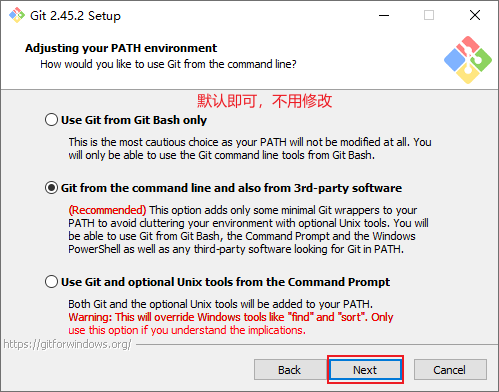 Git 2.45.2 Setup
Adjusting your PATH environment
How would you like to use Git from the command line?
默认即可，不用修改
Use Git from Git Bash only
This is the most cautious choice as your PATH will not be modified at all. You
will only be able to use the Git command line tools from Git Bash.
Git from the command line and also from 3rd-party software
(Recommended) This option adds only some minimal Git wrappers to your
PATH to avoid cluttering your environment with optional Unix tools. You will
be able to use Git from Git Bash, the Command Prompt and the Windows
PowerShell as well as any third-party software looking for Git in PATH.
Use Git and optional Unix tools from the Command Prompt
Both Git and the optional Unix tools will be added to your PATH.
Warning: This will override Windows tools like "find" and "sort". Only
use this option if you understand the implications.
https://gitforwindows.org/
Back Next Cancel